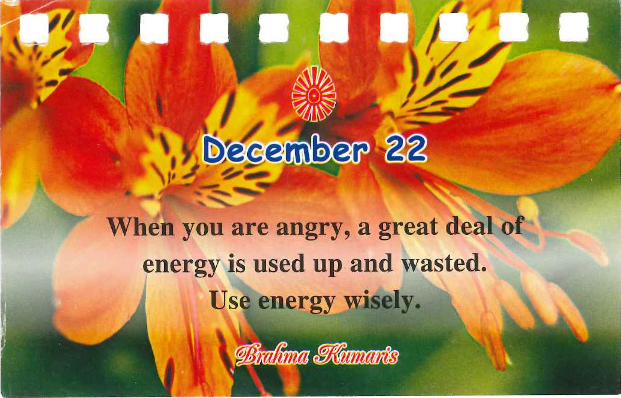 December 22
When you are angry, a great deal of
energy is used up and wasted.
Use energy wisely.
Brahma Kumaris